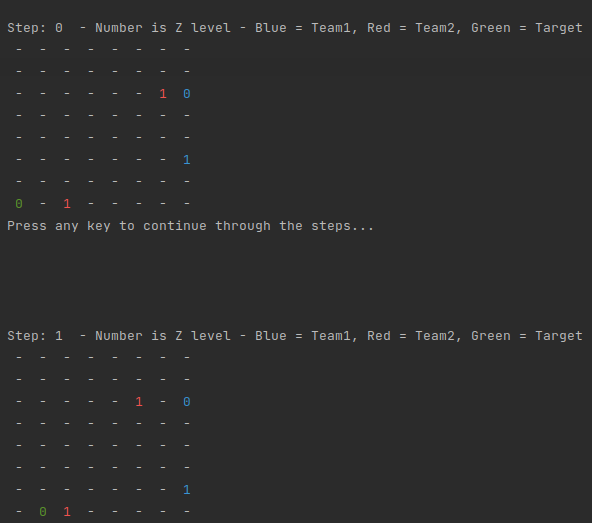 Step: 0  - Number is Z level - Blue = Team1, Red = Team2, Green = Target
- - - - - - - -
- - - - - - - -
- - - - - - 1 0
- - - - - - - -
- - - - - - - -
- - - - - - - 1
- - - - - - - -
0 - 1 - - - - -
Press any key to continue through the steps...
Step: 1  - Number is Z level - Blue = Team1, Red = Team2, Green = Target
- - - - - - - -
- - - - - - - -
- - - - - 1 - 0
- - - - - - - -
- - - - - - - -
- - - - - - - -
- - - - - - - 1
- 0 1 - - - - -